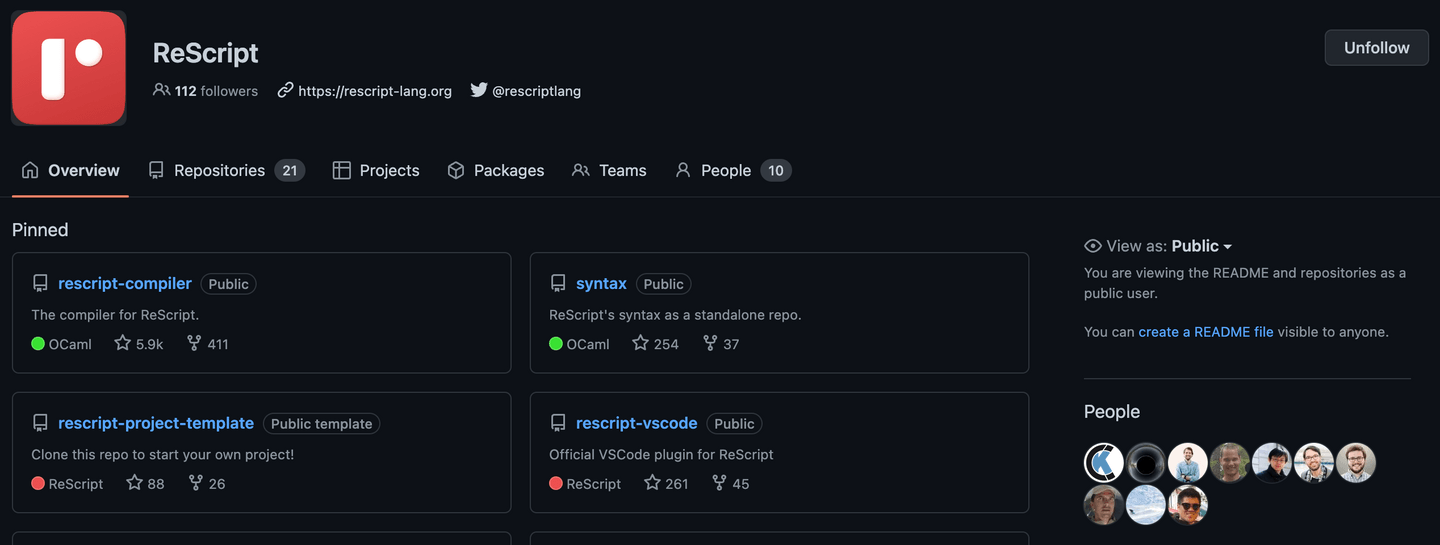 ReScript
112 followers https://rescript-lang.org @rescriptlang
Unfollow
Overview Repositories 21 Projects Packages Teams People 10
Pinned
rescript-compiler Public
The compiler for ReScript.
OCaml 5.9k 411
syntax Public
ReScript's syntax as a standalone repo.
OCaml 254 37
rescript-project-template Public template
Clone this repo to start your own project!
ReScript 88 26
rescript-vscode Public
Official VSCode plugin for ReScript
ReScript 261 45
View as: Public
You are viewing the README and repositories as a
public user.
You can create a README file visible to anyone.
People